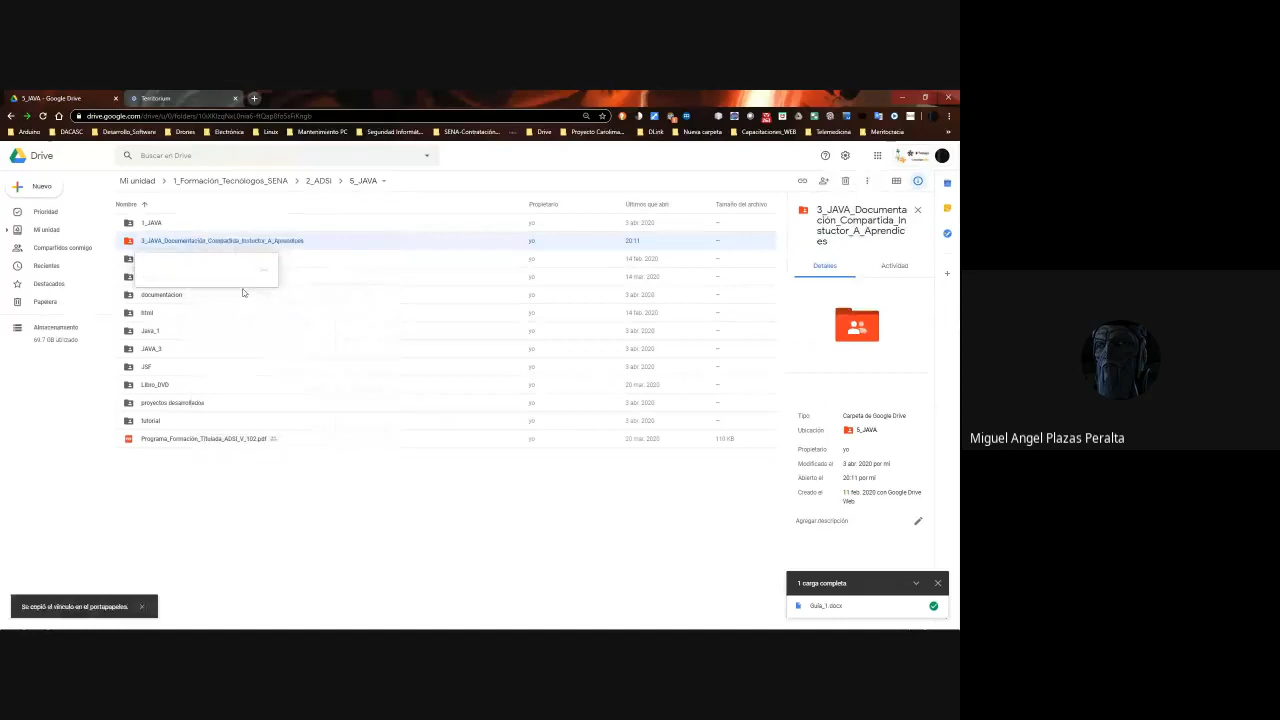 5_JAVA - Google Drive
Territorium
drive.google.com/drive/u/0/folders/
Arduino
DACASC
Desarrollo_Software
Drones
Electrónica
Linux
Mantenimiento PC
Seguridad Informát...
SENA-Contratación...
Drive
Proyecto Carolima...
DLink
Nueva carpeta
Capacitaciones_WEB
Telemedicina
Meritocracia
Drive
Buscar en Drive
Nuevo
Mi unidad > 1_Formación_Tecnólogos_SENA > 2_ADSI > 5_JAVA
Nombre
Propietario
Últimos que abrí
Tamaño del archivo
Prioridad
Mi unidad
Compartidos conmigo
Recientes
Destacados
Papelera
Almacenamiento
69.7 GB utilizado
1_JAVA yo 3 abr. 2020 —
3_JAVA_Documentación_Compartida_Instuctor_A_Aprendices yo 20:11 —
yo 14 feb. 2020 —
yo 14 mar. 2020 —
documentacion yo 3 abr. 2020 —
html yo 14 feb. 2020 —
Java_1 yo 3 abr. 2020 —
JAVA_3 yo 3 abr. 2020 —
JSF yo 3 abr. 2020 —
Libro_DVD yo 20 mar. 2020 —
proyectos desarrollados yo 3 abr. 2020 —
tutorial yo 3 abr. 2020 —
Programa_Formación_Titulada_ADSI_V_102.pdf yo 20 mar. 2020 110 KB
3_JAVA_Documenta
ción_Compartida_In
stuctor_A_Aprendic
es
Detalles
Actividad
Tipo Carpeta de Google Drive
Ubicación 5_JAVA
Propietario yo
Modificado el 3 abr. 2020 por mí
Abierto el 20:11 por mí
Creado el 11 feb. 2020 con Google Drive
Web
Agregar descripción
1 carga completa
Guía_1.docx
Se copió el vínculo en el portapapeles.
Miguel Angel Plazas Peralta